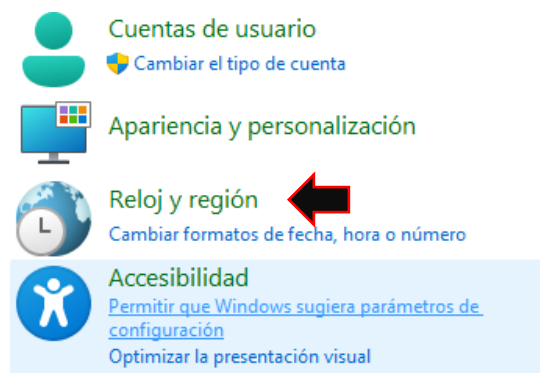 Cuentas de usuario
Cambiar el tipo de cuenta
Apariencia y personalización
Reloj y región
Cambiar formatos de fecha, hora o número
Accesibilidad
Permitir que Windows sugiera parámetros de
configuración
Optimizar la presentación visual